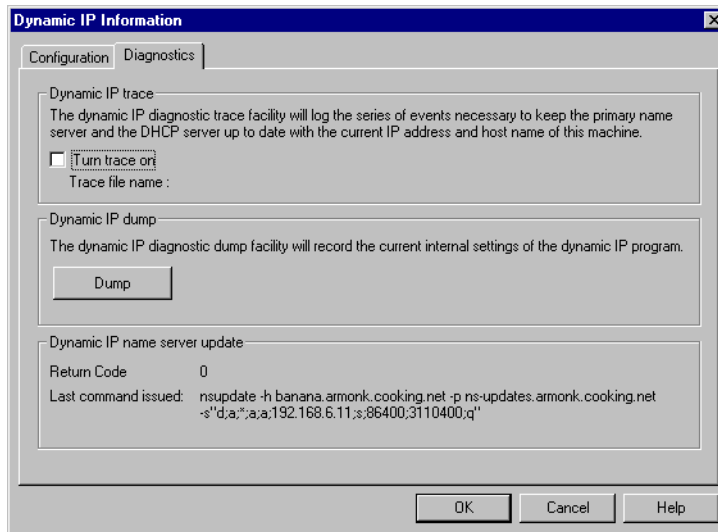 Dynamic IP Information
Configuration
Diagnostics
Dynamic IP trace
The dynamic IP diagnostic trace facility will log the series of events necessary to keep the primary name
server and the DHCP server up to date with the current IP address and host name of this machine.
Turn trace on
Trace file name :
Dynamic IP dump
The dynamic IP diagnostic dump facility will record the current internal settings of the dynamic IP program.
Dump
Dynamic IP name server update
Return Code 0
Last command issued: nsupdate -h banana.armonk.cooking.net -p ns-updates.armonk.cooking.net
-s"d;a;*;a;a;192.168.6.11;s;86400;3110400;q"
OK Cancel Help